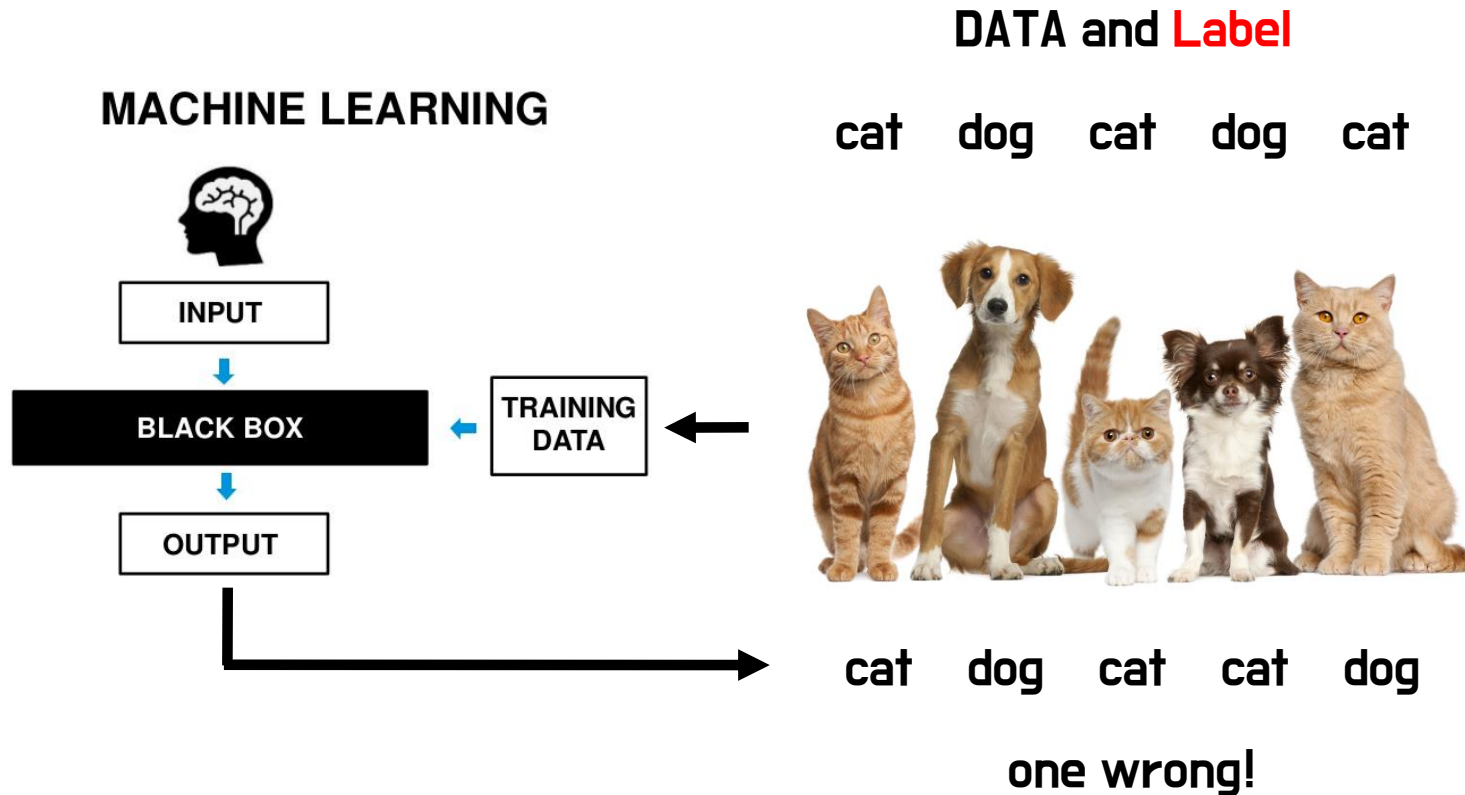 DATA and Label
MACHINE LEARNING
cat dog cat dog cat
INPUT
BLACK BOX
TRAINING
DATA
OUTPUT
cat dog cat cat dog
one wrong!